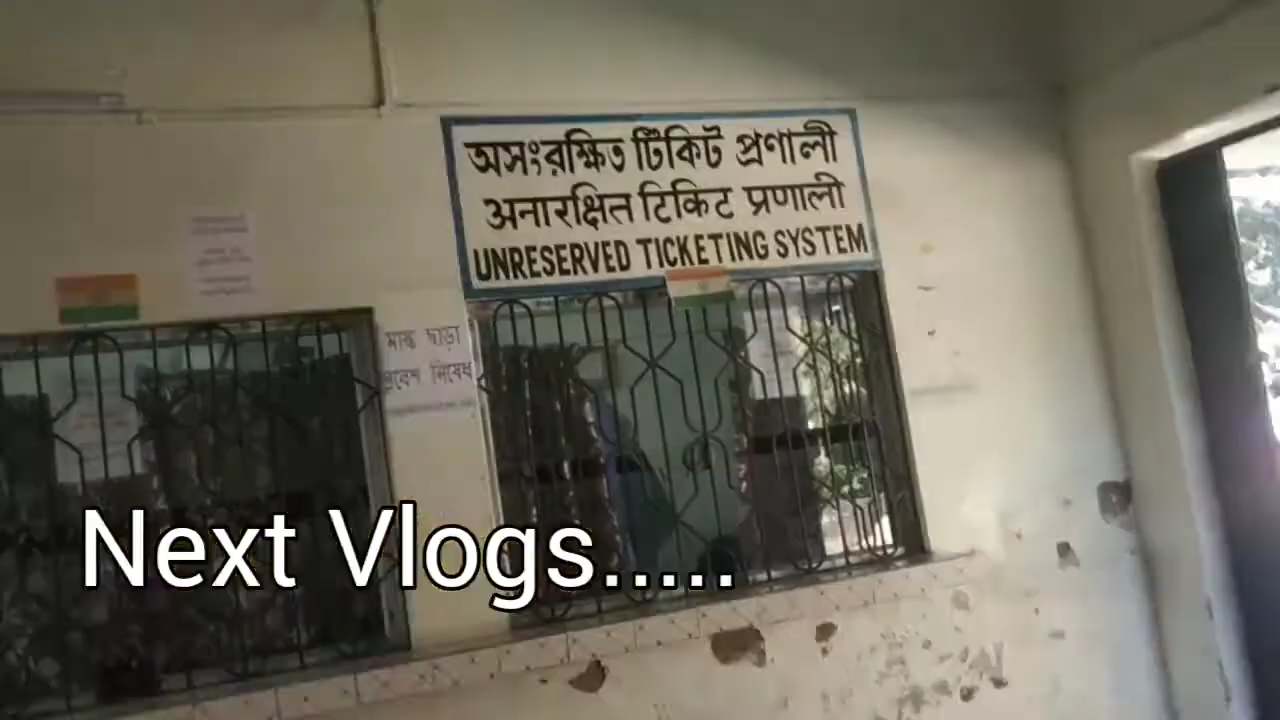 অসংরক্ষিত টিকিট প্রণালী
अनारक्षित टिकिट प्रणाली
UNRESERVED TICKETING SYSTEM
মাস্ক ছাড়া
প্রবেশ নিষেধ
Next Vlogs.....